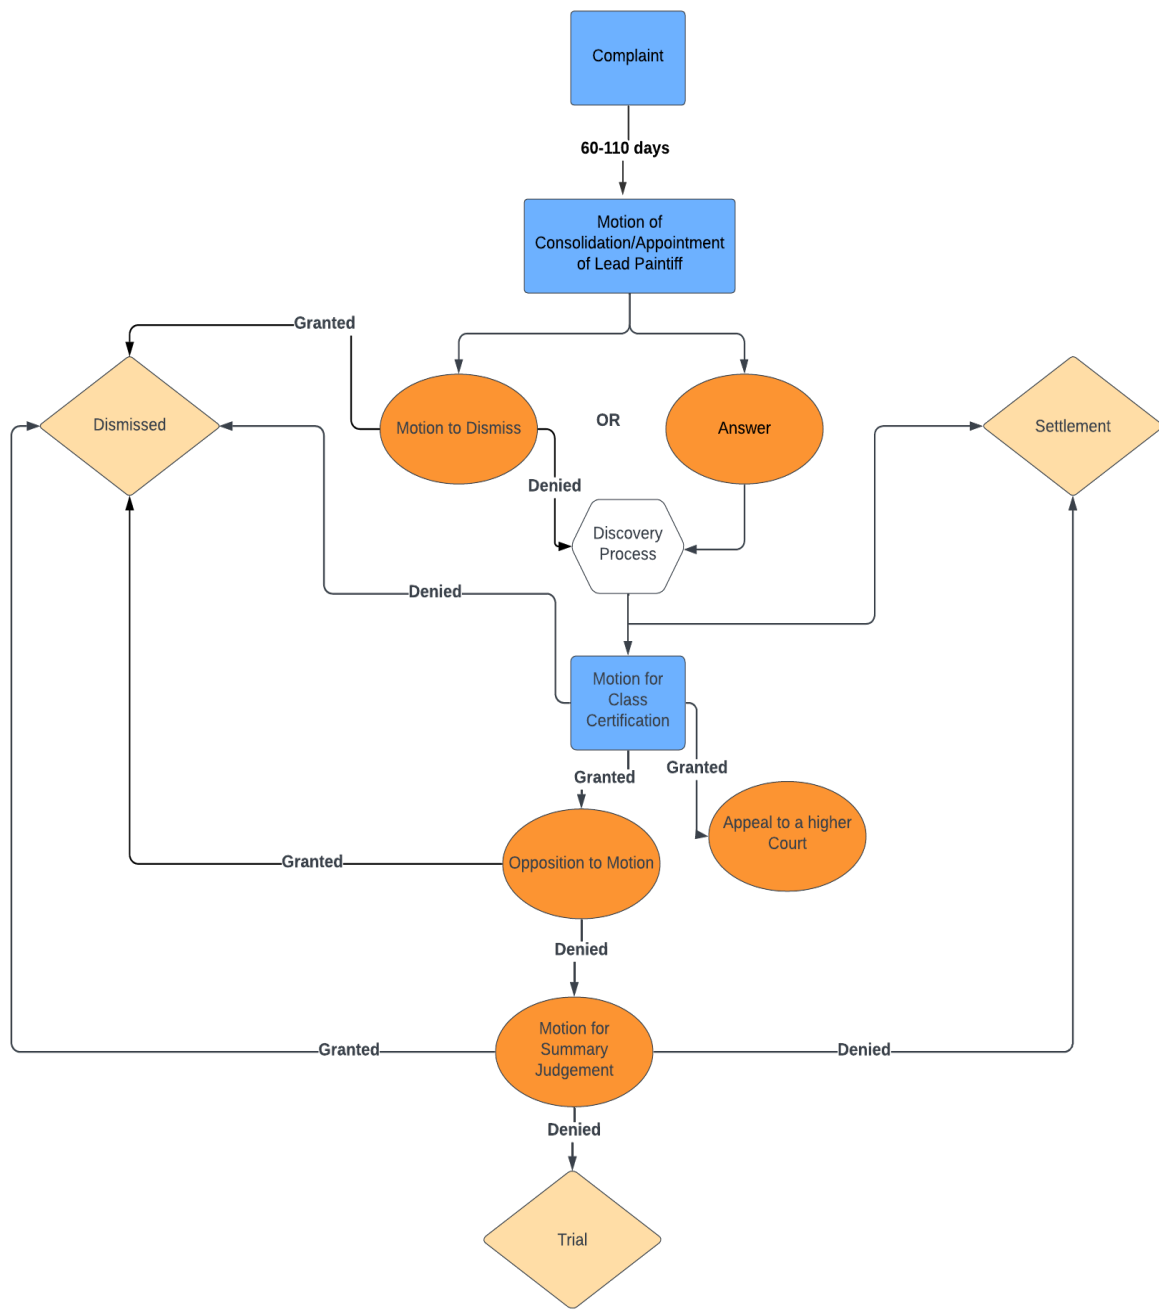 Complaint
60-110 days
Motion of
Consolidation/Appointment
of Lead Paintiff
Granted
Dismissed
Motion to Dismiss
OR
Answer
Settlement
Denied
Discovery
Process
Denied
Motion for
Class
Certification
Granted
Granted
Appeal to a higher
Court
Granted
Opposition to Motion
Denied
Motion for
Summary
Judgement
Granted
Denied
Denied
Trial